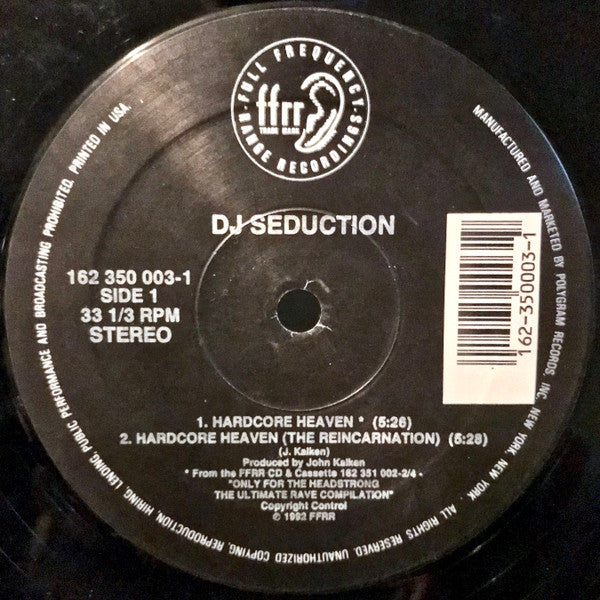 FULL FREQUENCY
RANGE RECORDINGS
ffrr
TRADE MARK
DJ SEDUCTION
162 350 003-1
SIDE 1
33 1/3 RPM
STEREO
162-350003-1
1. HARDCORE HEAVEN * (5:26)
2. HARDCORE HEAVEN (THE REINCARNATION) (5:28)
(J. Kalken)
Produced by John Kalken
* From the FFRR CD & Cassette 162 351 002-2/4 -
"ONLY FOR THE HEADSTRONG
THE ULTIMATE RAVE COMPILATION"
Copyright Control
© 1992 FFRR
MANUFACTURED AND MARKETED BY POLYGRAM RECORDS, INC. NEW YORK, NEW YORK. ALL RIGHTS RESERVED. UNAUTHORIZED COPYING, REPRODUCTION, HIRING, LENDING, PUBLIC PERFORMANCE AND BROADCASTING PROHIBITED. PRINTED IN USA.